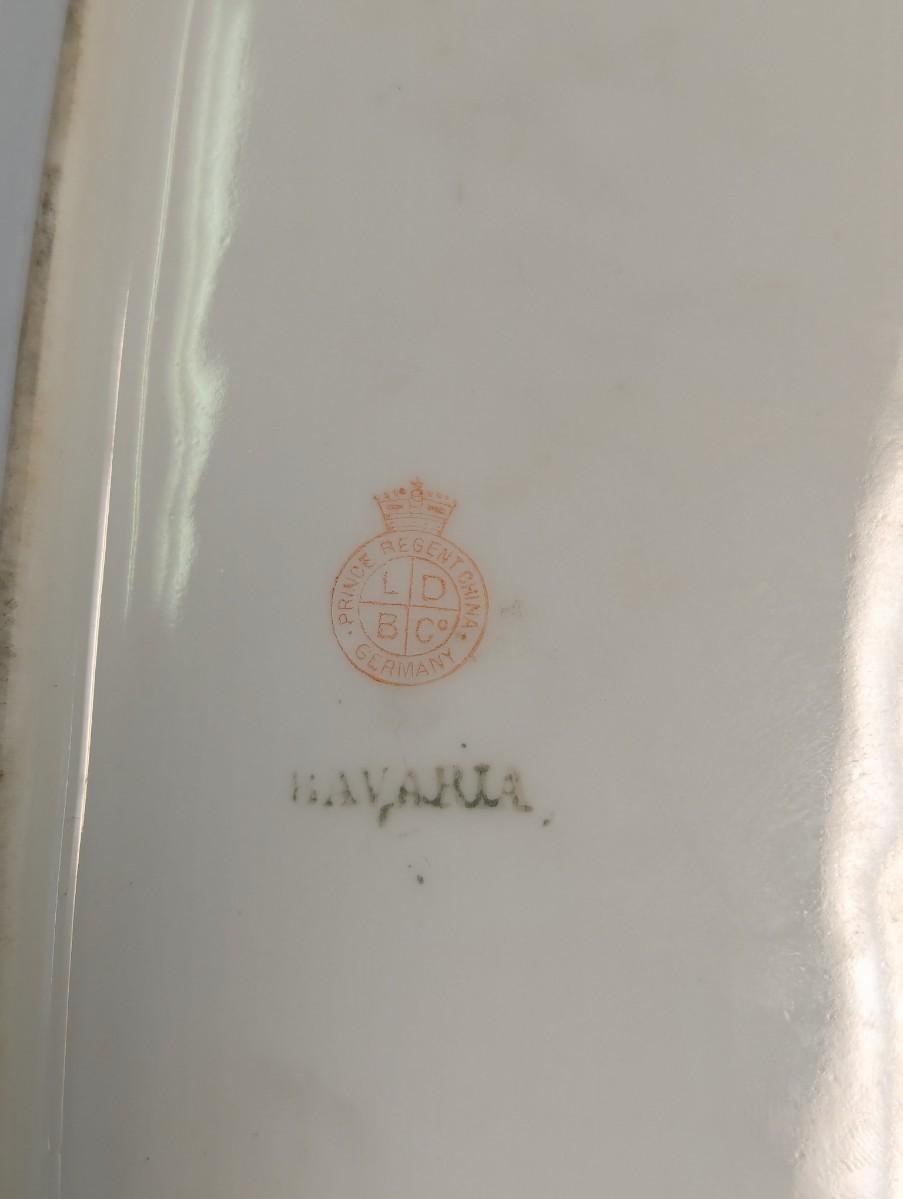 PRINCE REGENT CHINA
L D
B Co
GERMANY
BAVARIA